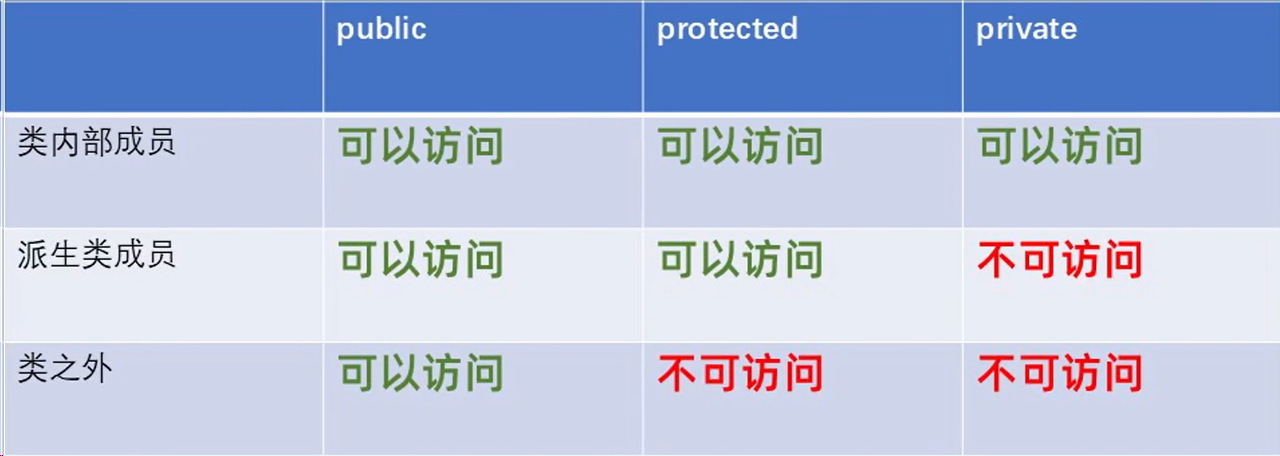 public protected private
类内部成员 可以访问 可以访问 可以访问
派生类成员 可以访问 可以访问 不可访问
类之外 可以访问 不可访问 不可访问